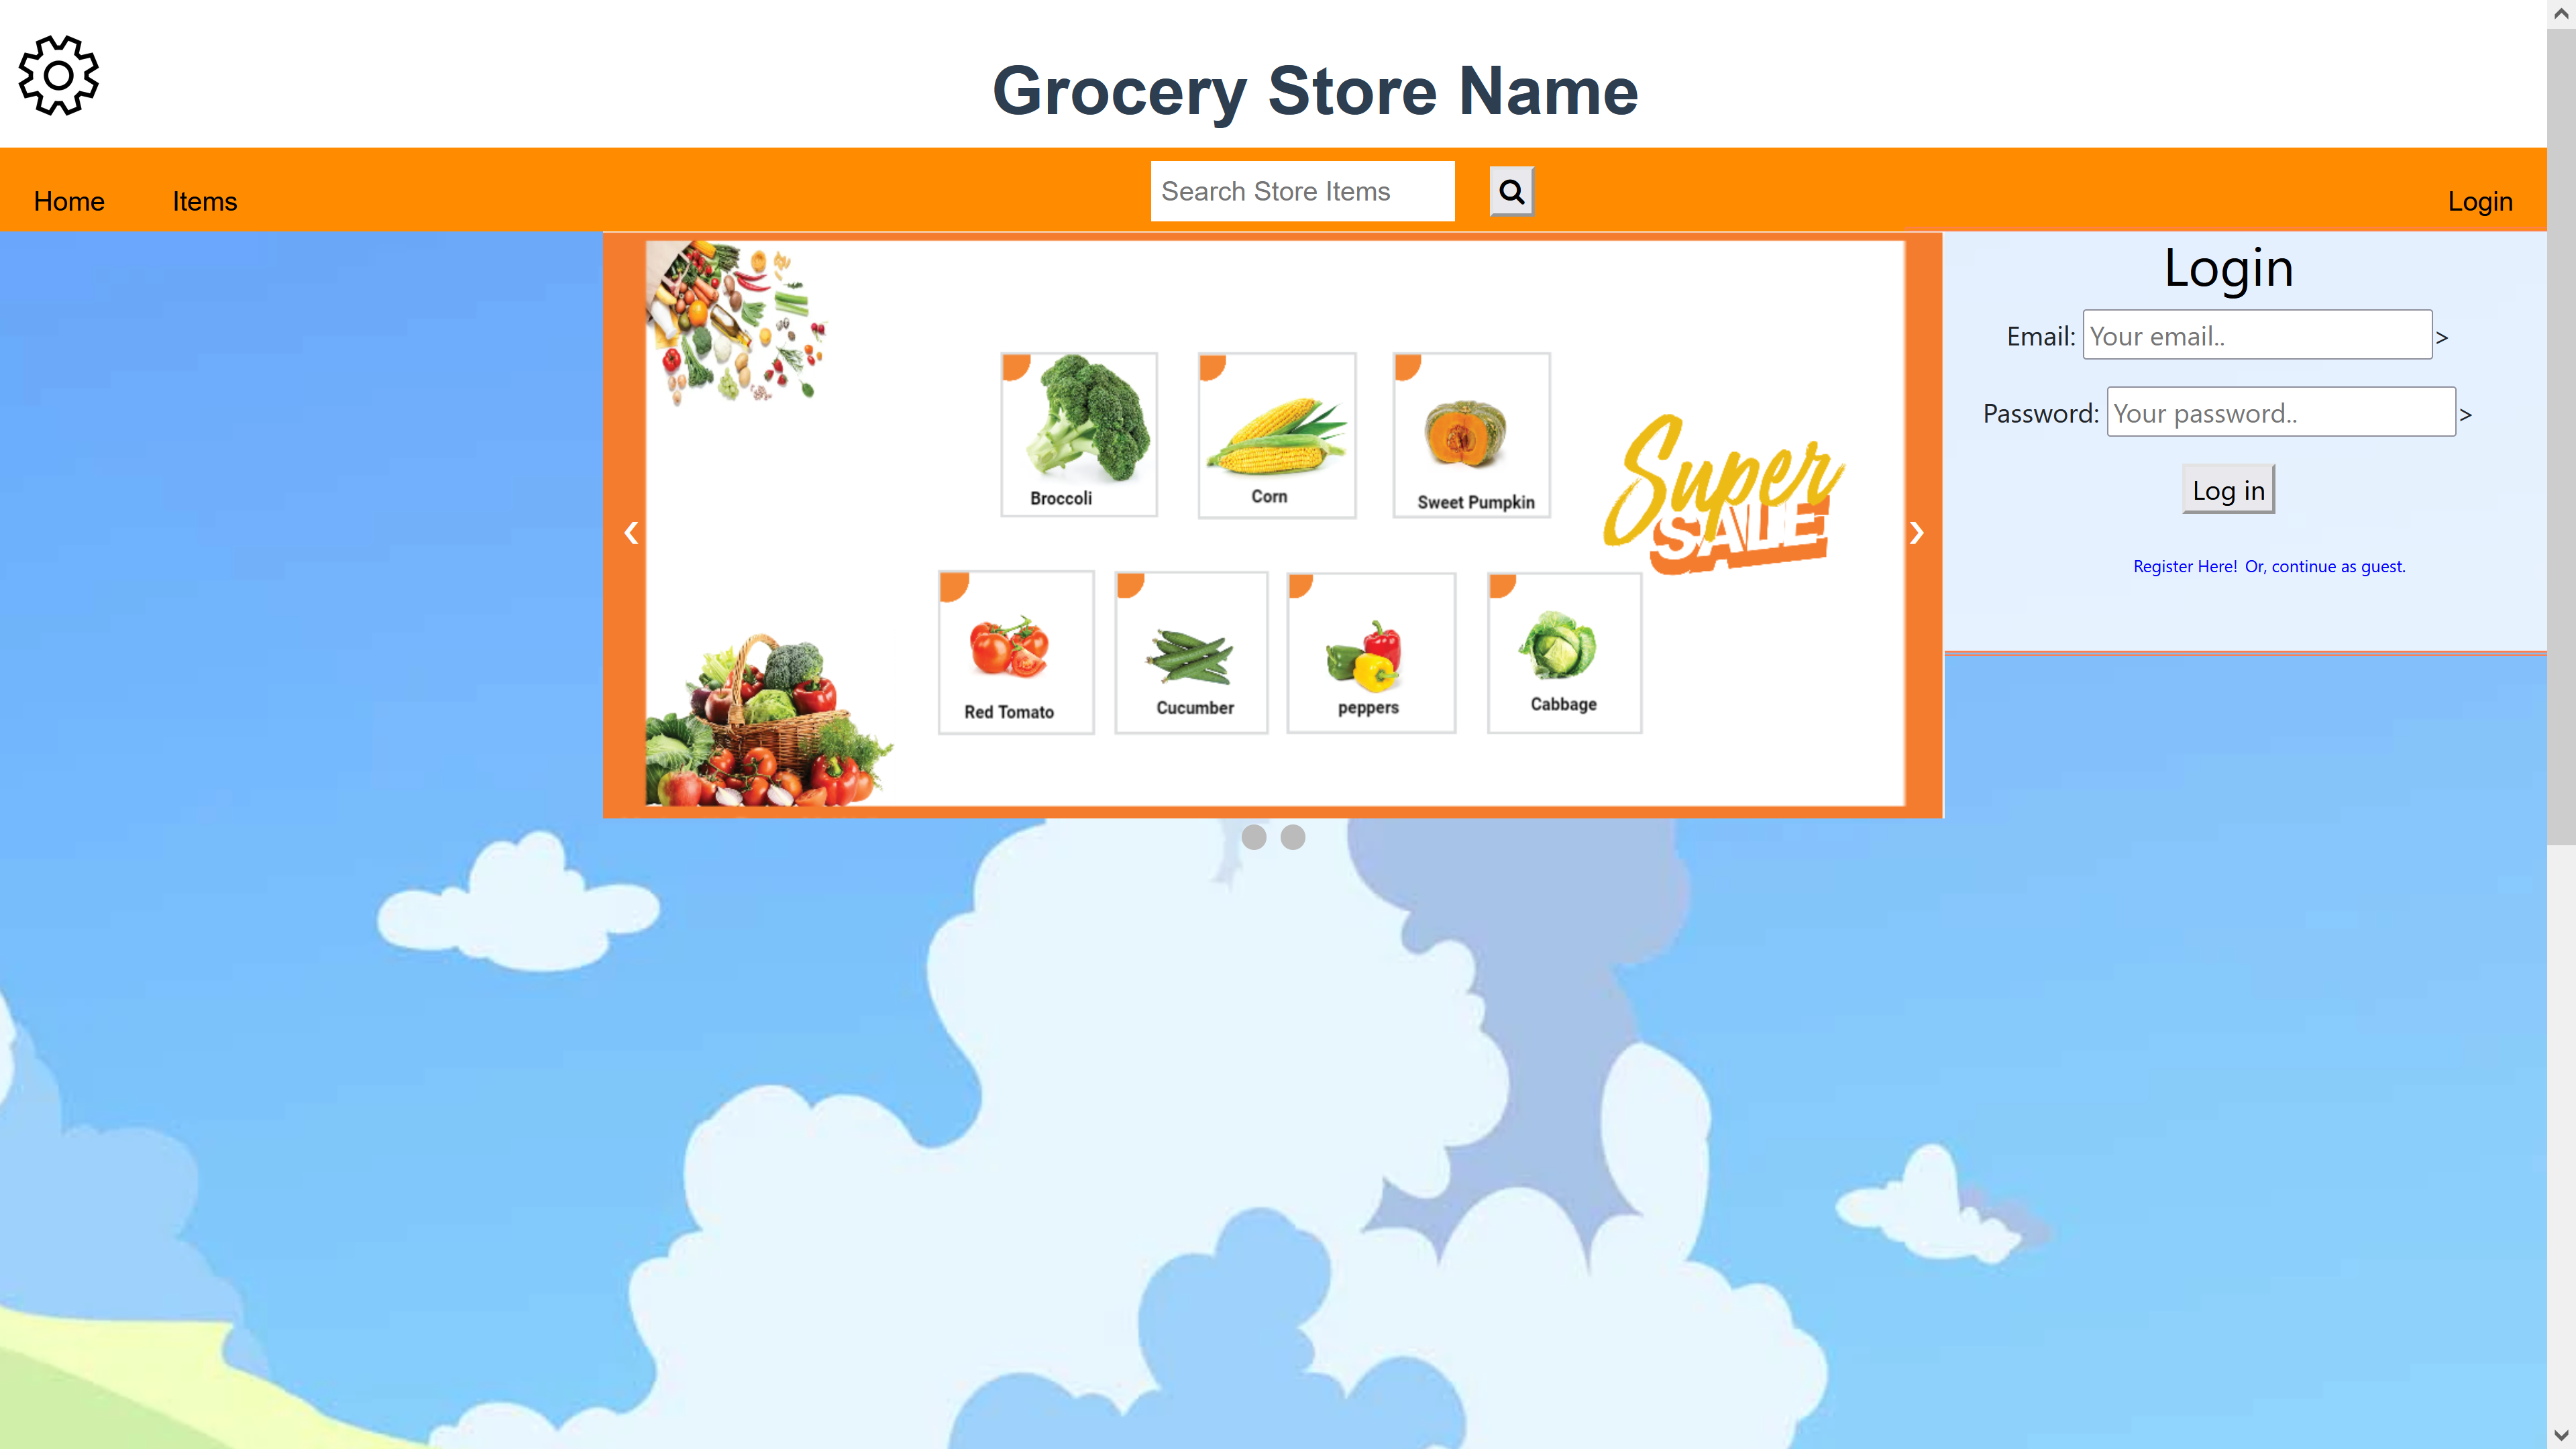 Grocery Store Name
Home Items Search Store Items Login
Login
Email: Your email.. >
Password: Your password.. >
Log in
Register Here! Or, continue as guest.
Broccoli Corn Sweet Pumpkin
Super
SALE
Red Tomato Cucumber peppers Cabbage